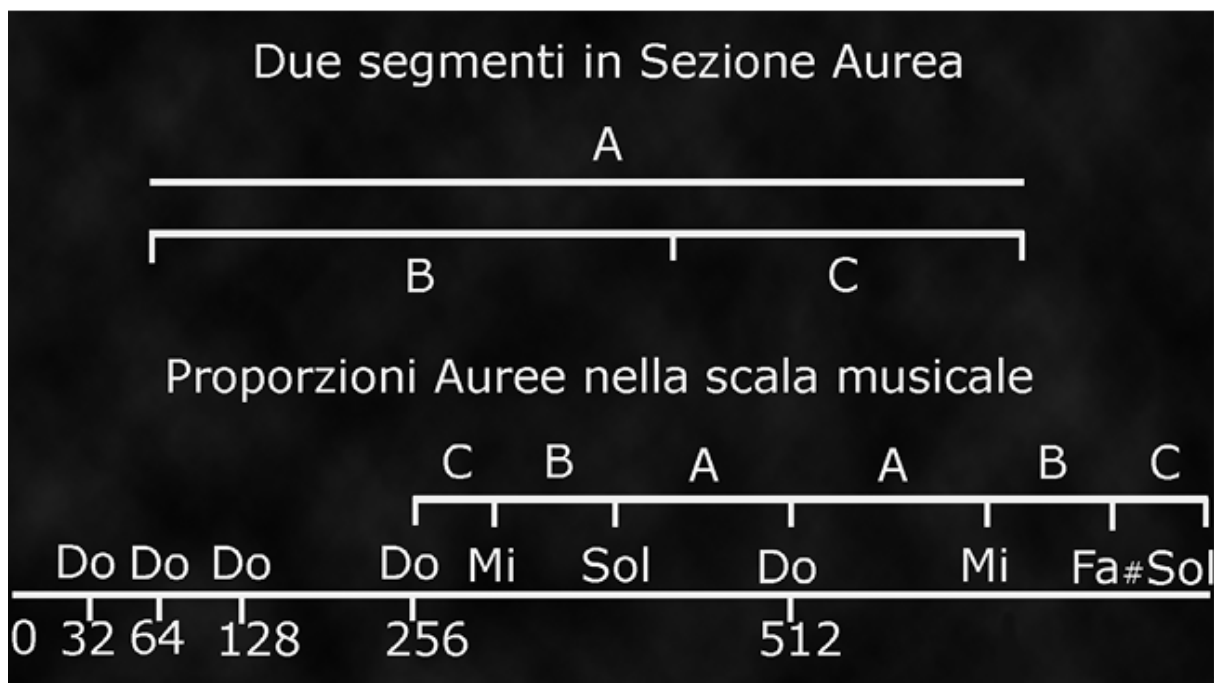 Due segmenti in Sezione Aurea
A
B C
Proporzioni Auree nella scala musicale
C B A A B C
Do Do Do Do Mi Sol Do Mi Fa# Sol
0 32 64 128 256 512